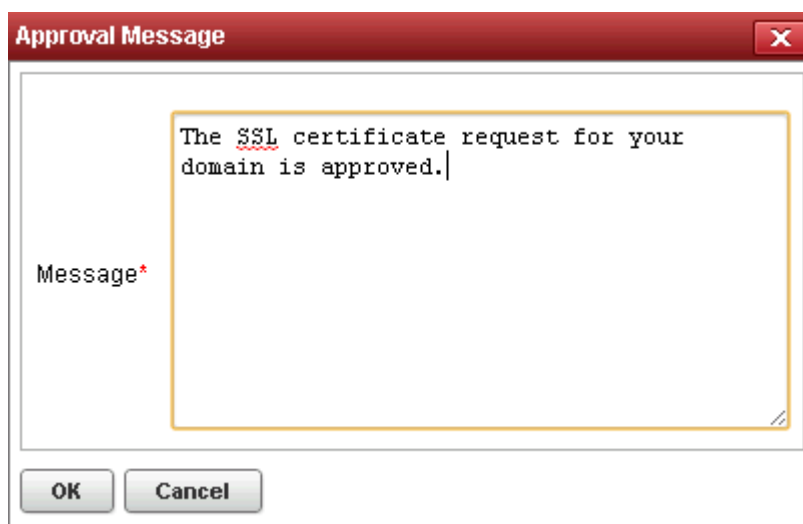 Approval Message
The SSL certificate request for your
domain is approved.
Message*
OK Cancel